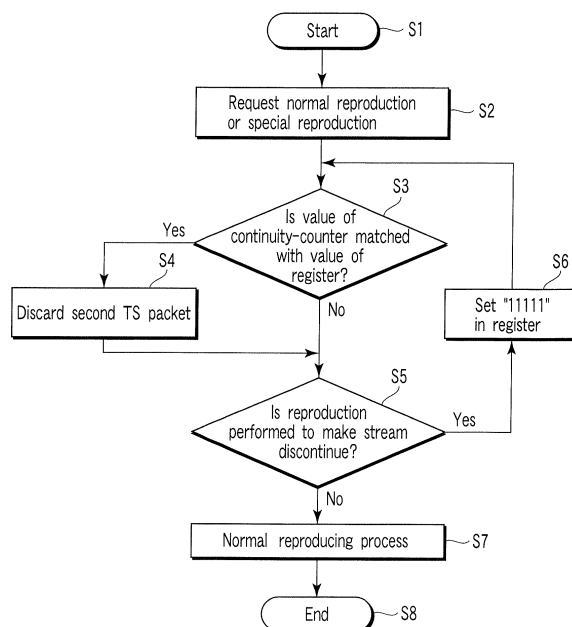 Start
S1
Request normal reproduction
or special reproduction
S2
S3
Is value of
continuity-counter matched
with value of
register?
Yes
No
S4
Discard second TS packet
S6
Set "11111"
in register
S5
Is reproduction
performed to make stream
discontinue?
Yes
No
Normal reproducing process
S7
End
S8